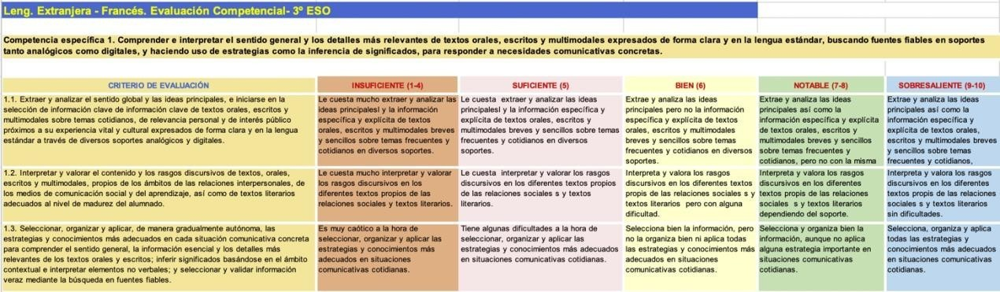 Leng. Extranjera - Francés. Evaluación Competencial- 3º ESO
Competencia específica 1. Comprender e interpretar el sentido general y los detalles más relevantes de textos orales, escritos y multimodales expresados de forma clara y en la lengua estándar, buscando fuentes fiables en soportes
tanto analógicos como digitales, y haciendo uso de estrategias como la inferencia de significados, para responder a necesidades comunicativas concretas.
CRITERIO DE EVALUACIÓN
INSUFICIENTE (1-4)
SUFICIENTE (5)
BIEN (6)
NOTABLE (7-8)
SOBRESALIENTE (9-10)
1.1. Extraer y analizar el sentido global y las ideas principales, e iniciarse en la
selección de información clave de información clave de textos orales, escritos y
multimodales sobre temas cotidianos, de relevancia personal y de interés público
próximos a su experiencia vital y cultural expresados de forma clara y en la lengua
estándar a través de diversos soportes analógicos y digitales.
Le cuesta mucho extraer y analizar las
ideas principalesl y la información
específica y explícita de textos
orales, escritos y multimodales breves
y sencillos sobre temas frecuentes y
cotidianos en diversos soportes.
Le cuesta extraer y analizar las ideas
principalesl y la información específica y
explícita de textos orales, escritos y
multimodales breves y sencillos sobre temas
frecuentes y cotidianos en diversos
soportes.
Extrae y analiza las ideas
principales pero no la información
específica y explícita de textos
orales, escritos y multimodales
breves y sencillos sobre temas
frecuentes y cotidianos en diversos
soportes.
Extrae y analiza las ideas
principales así como la
información específica y explícita
de textos orales, escritos y
multimodales breves y sencillos
sobre temas frecuentes y
cotidianos, pero no con la misma
Extrae y analiza las ideas
principales así como la
información específica y
explícita de textos orales,
escritos y multimodales breves
y sencillos sobre temas
frecuentes y cotidianos,
1.2. Interpretar y valorar el contenido y los rasgos discursivos de textos, orales,
escritos y multimodales, propios de los ámbitos de las relaciones interpersonales, de
los medios de comunicación social y del aprendizaje, así como de textos literarios
adecuados al nivel de madurez del alumnado.
Le cuesta mucho interpretar y valorar
los rasgos discursivos en los
diferentes textos propios de las
relaciones sociales y textos literarios.
Le cuesta interpretar y valorar los rasgos
discursivos en los diferentes textos propios
de las relaciones sociales s y textos
literarios.
Interpreta y valora los rasgos
discursivos en los diferentes textos
propis de las relaciones sociales s y
textos literarios pero con alguna
dificultad.
Interpreta y valora los rasgos
discursivos en los diferentes
textos propis de las relaciones
sociales s y textos literarios
dependiendo del soporte.
Interpreta y valora los rasgos
discursivos en los diferentes
textos propis de las relaciones
sociales s y textos literarios
sin dificultades.
1.3. Seleccionar, organizar y aplicar, de manera gradualmente autónoma, las
estrategias y conocimientos más adecuados en cada situación comunicativa concreta
para comprender el sentido general, la información esencial y los detalles más
relevantes de los textos orales y escritos; inferir significados basándose en el ámbito
contextual e interpretar elementos no verbales; y seleccionar y validar información
veraz mediante la búsqueda en fuentes fiables.
Es muy caótico a la hora de
seleccionar, organizar y aplicar las
estrategias y conocimientos más
adecuados en situaciones
comunicativas cotidianas.
Tiene algunas dificultades a la hora de
seleccionar, organizar y aplicar las
estrategias y conocimientos más adecuados
en situaciones comunicativas cotidianas.
Selecciona bien la información, pero
no la organiza bien ni aplica todas
las estrategias y conocimientos más
adecuados en situaciones
comunicativas cotidianas.
Selecciona y organiza bien la
información, aunque no aplica
alguna estrategia importante en
situaciones comunicativas
cotidianas.
Selecciona, organiza y aplica
todas las estrategias y
conocimientos más
adecuados en situaciones
comunicativas cotidianas.